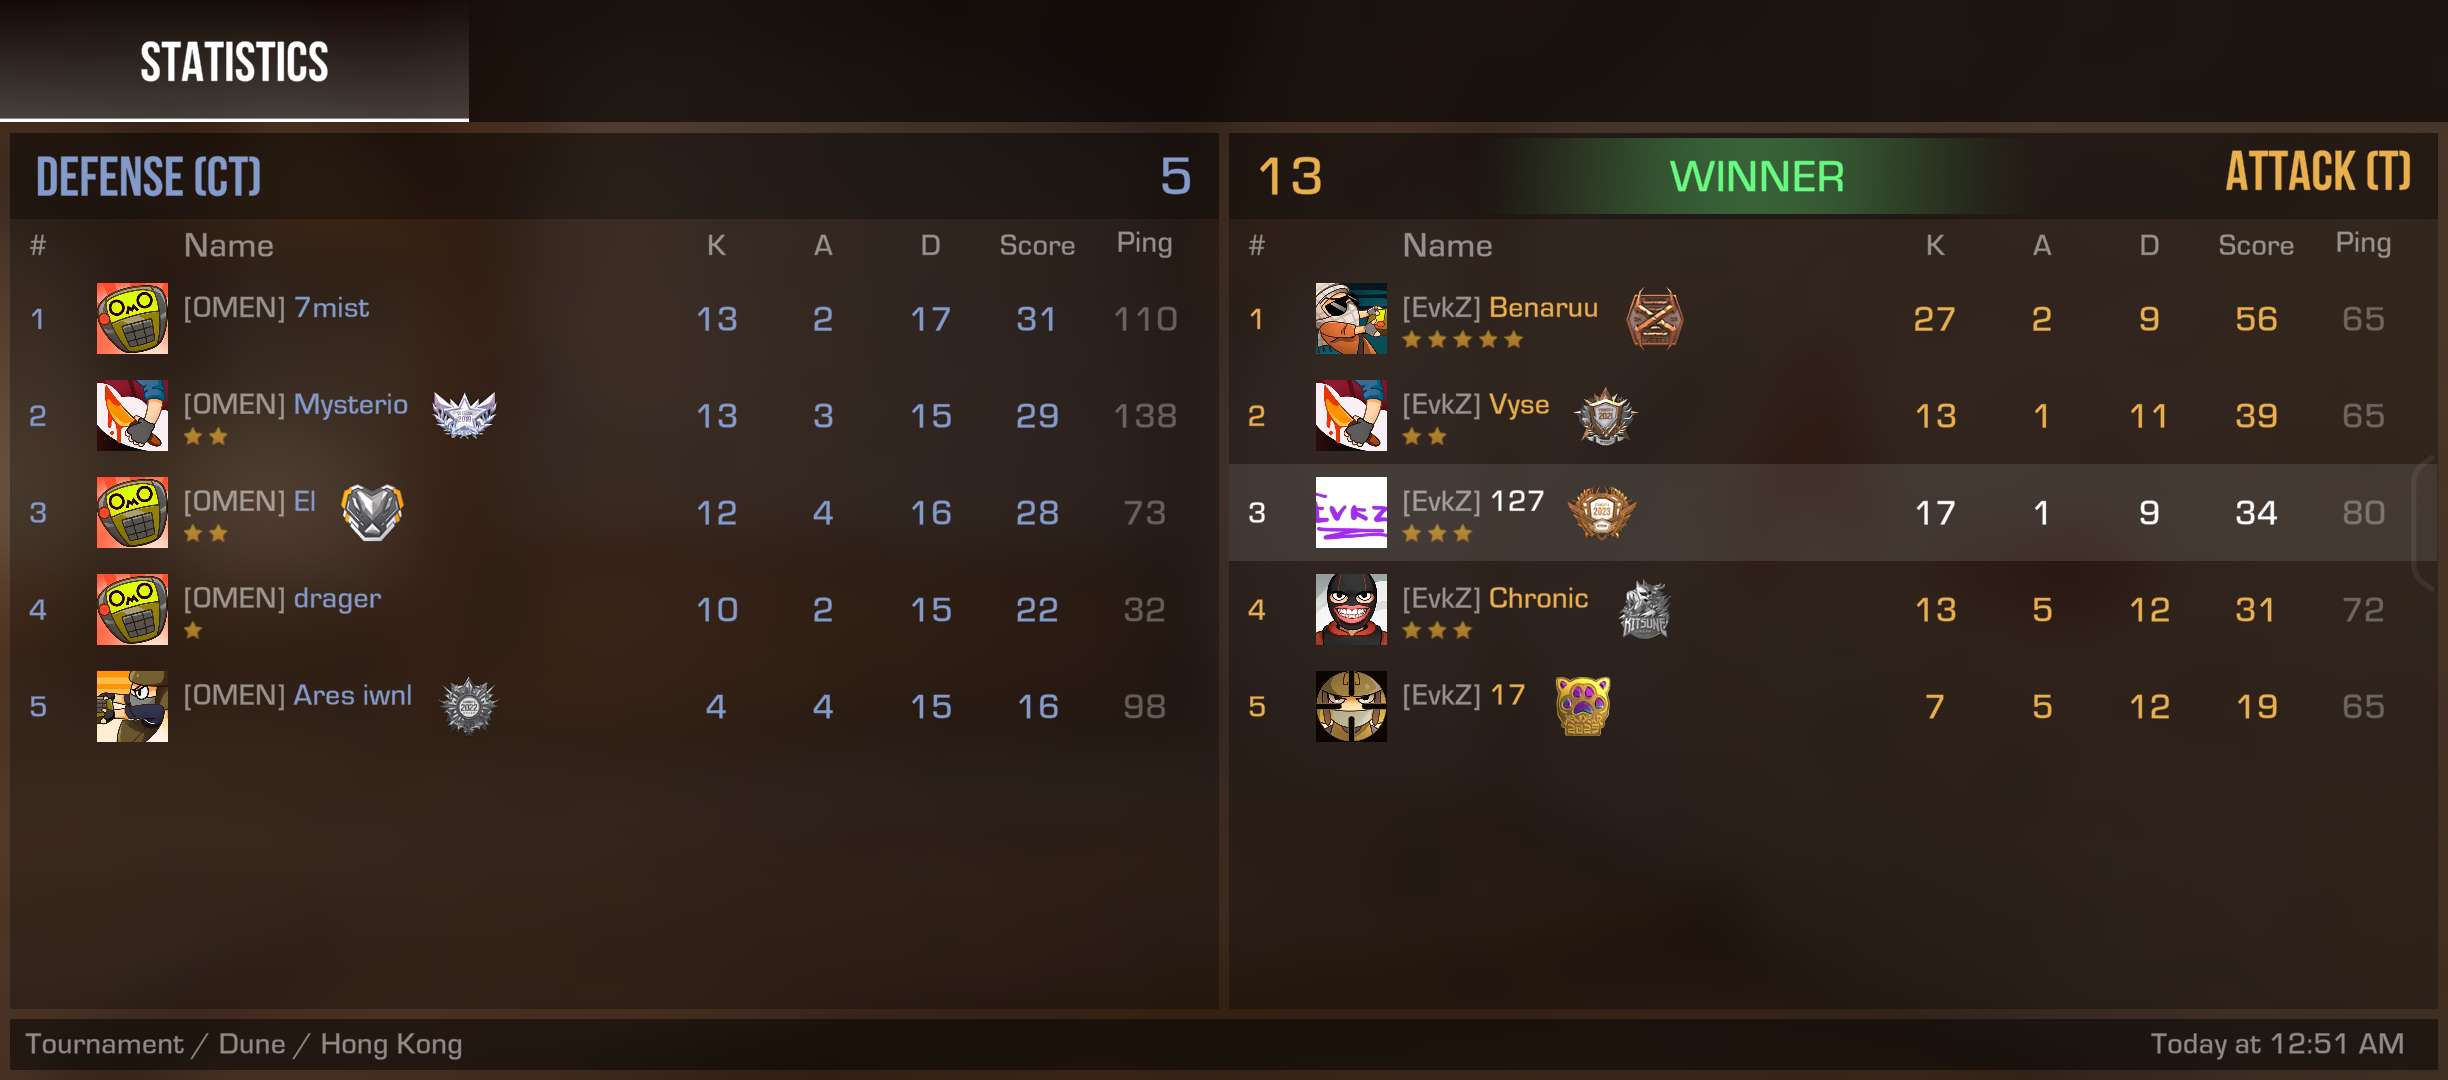 STATISTICS
DEFENSE (CT) 5
# Name K A D Score Ping
1 [OMEN] 7mist 13 2 17 31 110
2 [OMEN] Mysterio 13 3 15 29 138
3 [OMEN] El 12 4 16 28 73
4 [OMEN] drager 10 2 15 22 32
5 [OMEN] Ares iwnl 4 4 15 16 98
2022
13 WINNER ATTACK (T)
# Name K A D Score Ping
1 [EvkZ] Benaruu 27 2 9 56 65
2 [EvkZ] Vyse 13 1 11 39 65
2021
3 [EvkZ] 127 17 1 9 34 80
EVKZ
2023
4 [EvkZ] Chronic 13 5 12 31 72
KITSUNE
5 [EvkZ] 17 7 5 12 19 65
Tournament / Dune / Hong Kong
Today at 12:51 AM